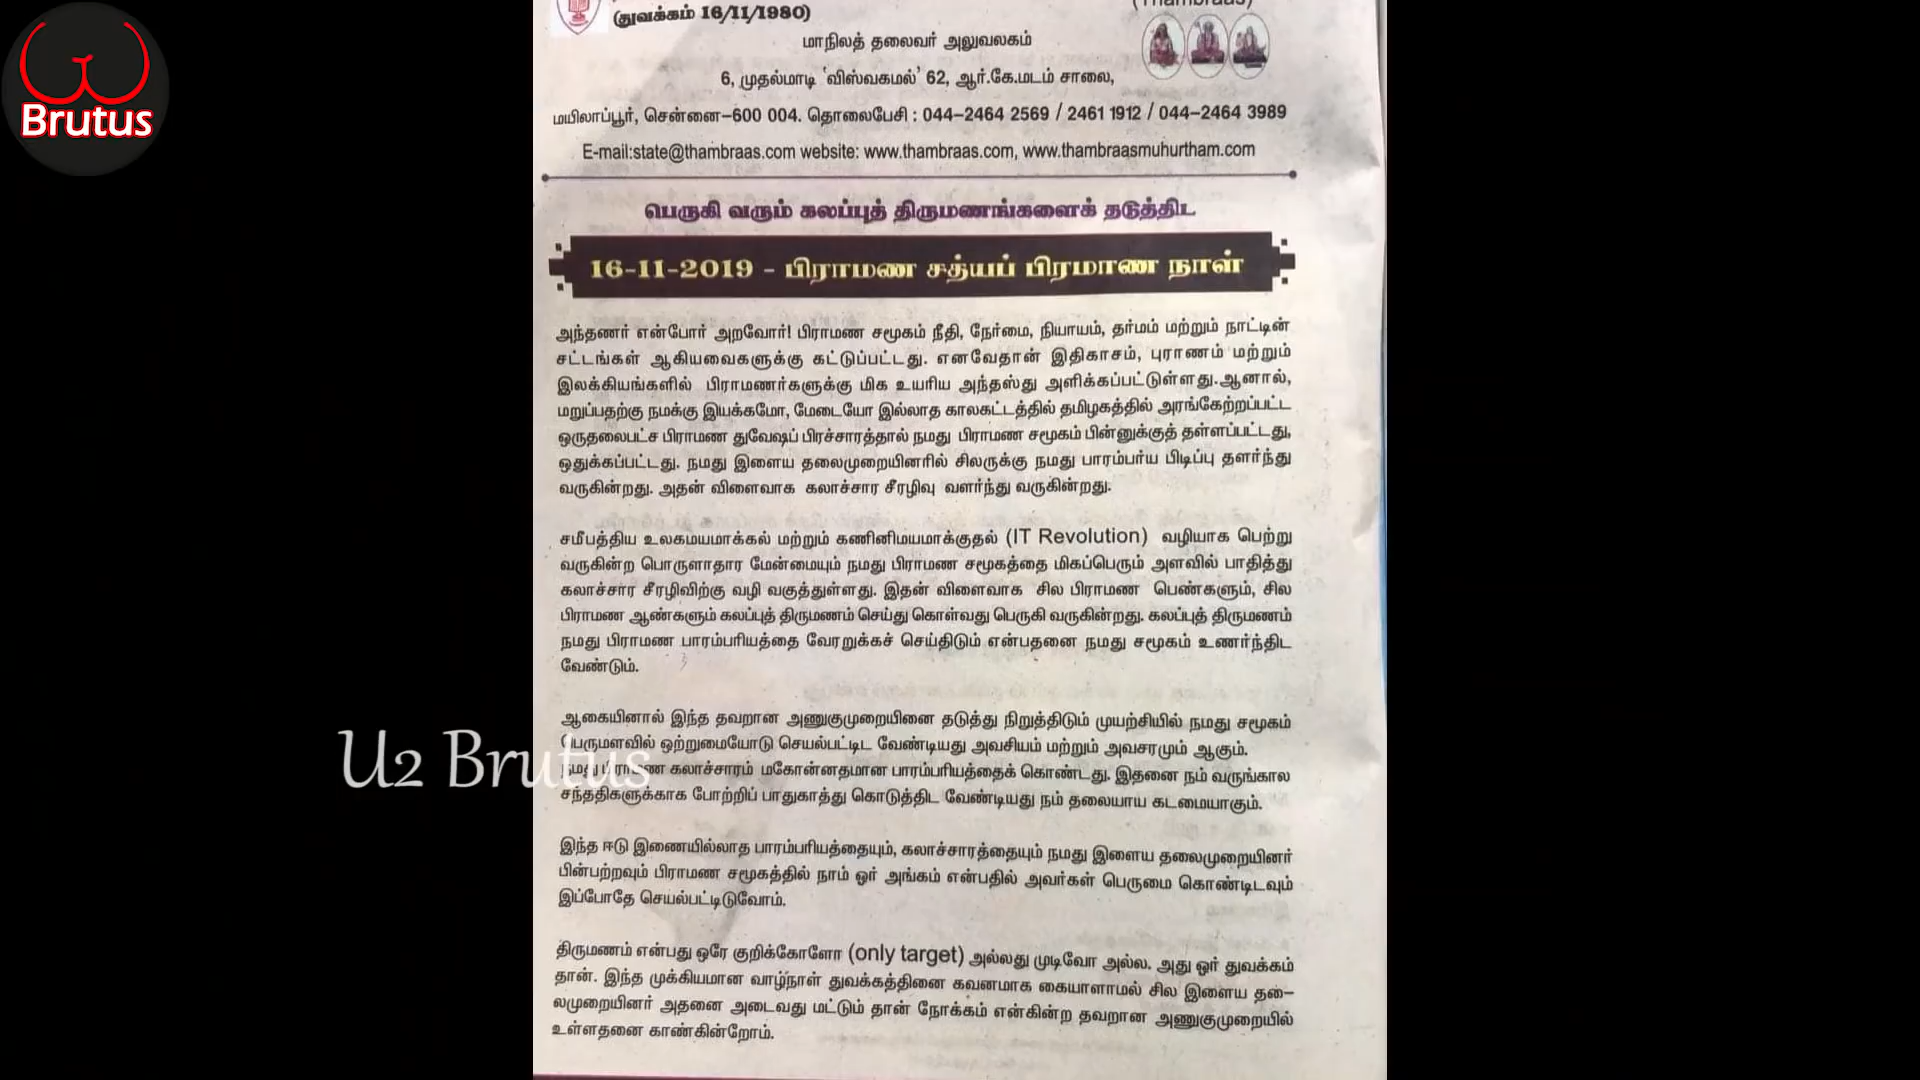 (Thambraas)
(துவக்கம் 16/11/1980)
மாநிலத் தலைவர் அலுவலகம்
6, முதல்மாடி 'விஸ்வகமல்' 62, ஆர்.கே.மடம் சாலை,
மயிலாப்பூர், சென்னை–600 004. தொலைபேசி : 044–2464 2569 / 2461 1912 / 044–2464 3989
E-mail:state@thambraas.com website: www.thambraas.com, www.thambraasmuhurtham.com
பெருகி வரும் கலப்புத் திருமணங்களைக் தடுத்திட
16-11-2019 - பிராமண சத்யப் பிரமாண நாள்
அந்தணர் என்போர் அறவோர்! பிராமண சமூகம் நீதி, நேர்மை, நியாயம், தர்மம் மற்றும் நாட்டின்
சட்டங்கள் ஆகியவைகளுக்கு கட்டுப்பட்டது. எனவேதான் இதிகாசம், புராணம் மற்றும்
இலக்கியங்களில் பிராமணர்களுக்கு மிக உயரிய அந்தஸ்து அளிக்கப்பட்டுள்ளது.ஆனால்,
மறுப்பதற்கு நமக்கு இயக்கமோ, மேடையோ இல்லாத காலகட்டத்தில் தமிழகத்தில் அரங்கேற்றப்பட்ட
ஒருதலைபட்ச பிராமண துவேஷப் பிரச்சாரத்தால் நமது பிராமண சமூகம் பின்னுக்குத் தள்ளப்பட்டது,
ஒதுக்கப்பட்டது. நமது இளைய தலைமுறையினரில் சிலருக்கு நமது பாரம்பர்ய பிடிப்பு தளர்ந்து
வருகின்றது. அதன் விளைவாக கலாச்சார சீரழிவு வளர்ந்து வருகின்றது.
சமீபத்திய உலகமயமாக்கல் மற்றும் கணினிமயமாக்குதல் (IT Revolution) வழியாக பெற்று
வருகின்ற பொருளாதார மேன்மையும் நமது பிராமண சமூகத்தை மிகப்பெரும் அளவில் பாதித்து
கலாச்சார சீரழிவிற்கு வழி வகுத்துள்ளது. இதன் விளைவாக சில பிராமண பெண்களும், சில
பிராமண ஆண்களும் கலப்புத் திருமணம் செய்து கொள்வது பெருகி வருகின்றது. கலப்புத் திருமணம்
நமது பிராமண பாரம்பரியத்தை வேரறுக்கச் செய்திடும் என்பதனை நமது சமூகம் உணர்ந்திட
வேண்டும்.
ஆகையினால் இந்த தவறான அணுகுமுறையினை தடுத்து நிறுத்திடும் முயற்சியில் நமது சமூகம்
பெருமளவில் ஒற்றுமையோடு செயல்பட்டிட வேண்டியது அவசியம் மற்றும் அவசரமும் ஆகும்.
நமது பிராமண கலாச்சாரம் மகோன்னதமான பாரம்பரியத்தைக் கொண்டது. இதனை நம் வருங்கால
சந்ததிகளுக்காக போற்றிப் பாதுகாத்து கொடுத்திட வேண்டியது நம் தலையாய கடமையாகும்.
இந்த ஈடு இணையில்லாத பாரம்பரியத்தையும், கலாச்சாரத்தையும் நமது இளைய தலைமுறையினர்
பின்பற்றவும் பிராமண சமூகத்தில் நாம் ஓர் அங்கம் என்பதில் அவர்கள் பெருமை கொண்டிடவும்
இப்போதே செயல்பட்டிடுவோம்.
திருமணம் என்பது ஒரே குறிக்கோளோ (only target) அல்லது முடிவோ அல்ல. அது ஓர் துவக்கம்
தான். இந்த முக்கியமான வாழ்நாள் துவக்கத்தினை கவனமாக கையாளாமல் சில இளைய தலை–
லமுறையினர் அதனை அடைவது மட்டும் தான் நோக்கம் என்கின்ற தவறான அணுகுமுறையில்
உள்ளதனை காண்கின்றோம்.
Brutus
U2 Brutus